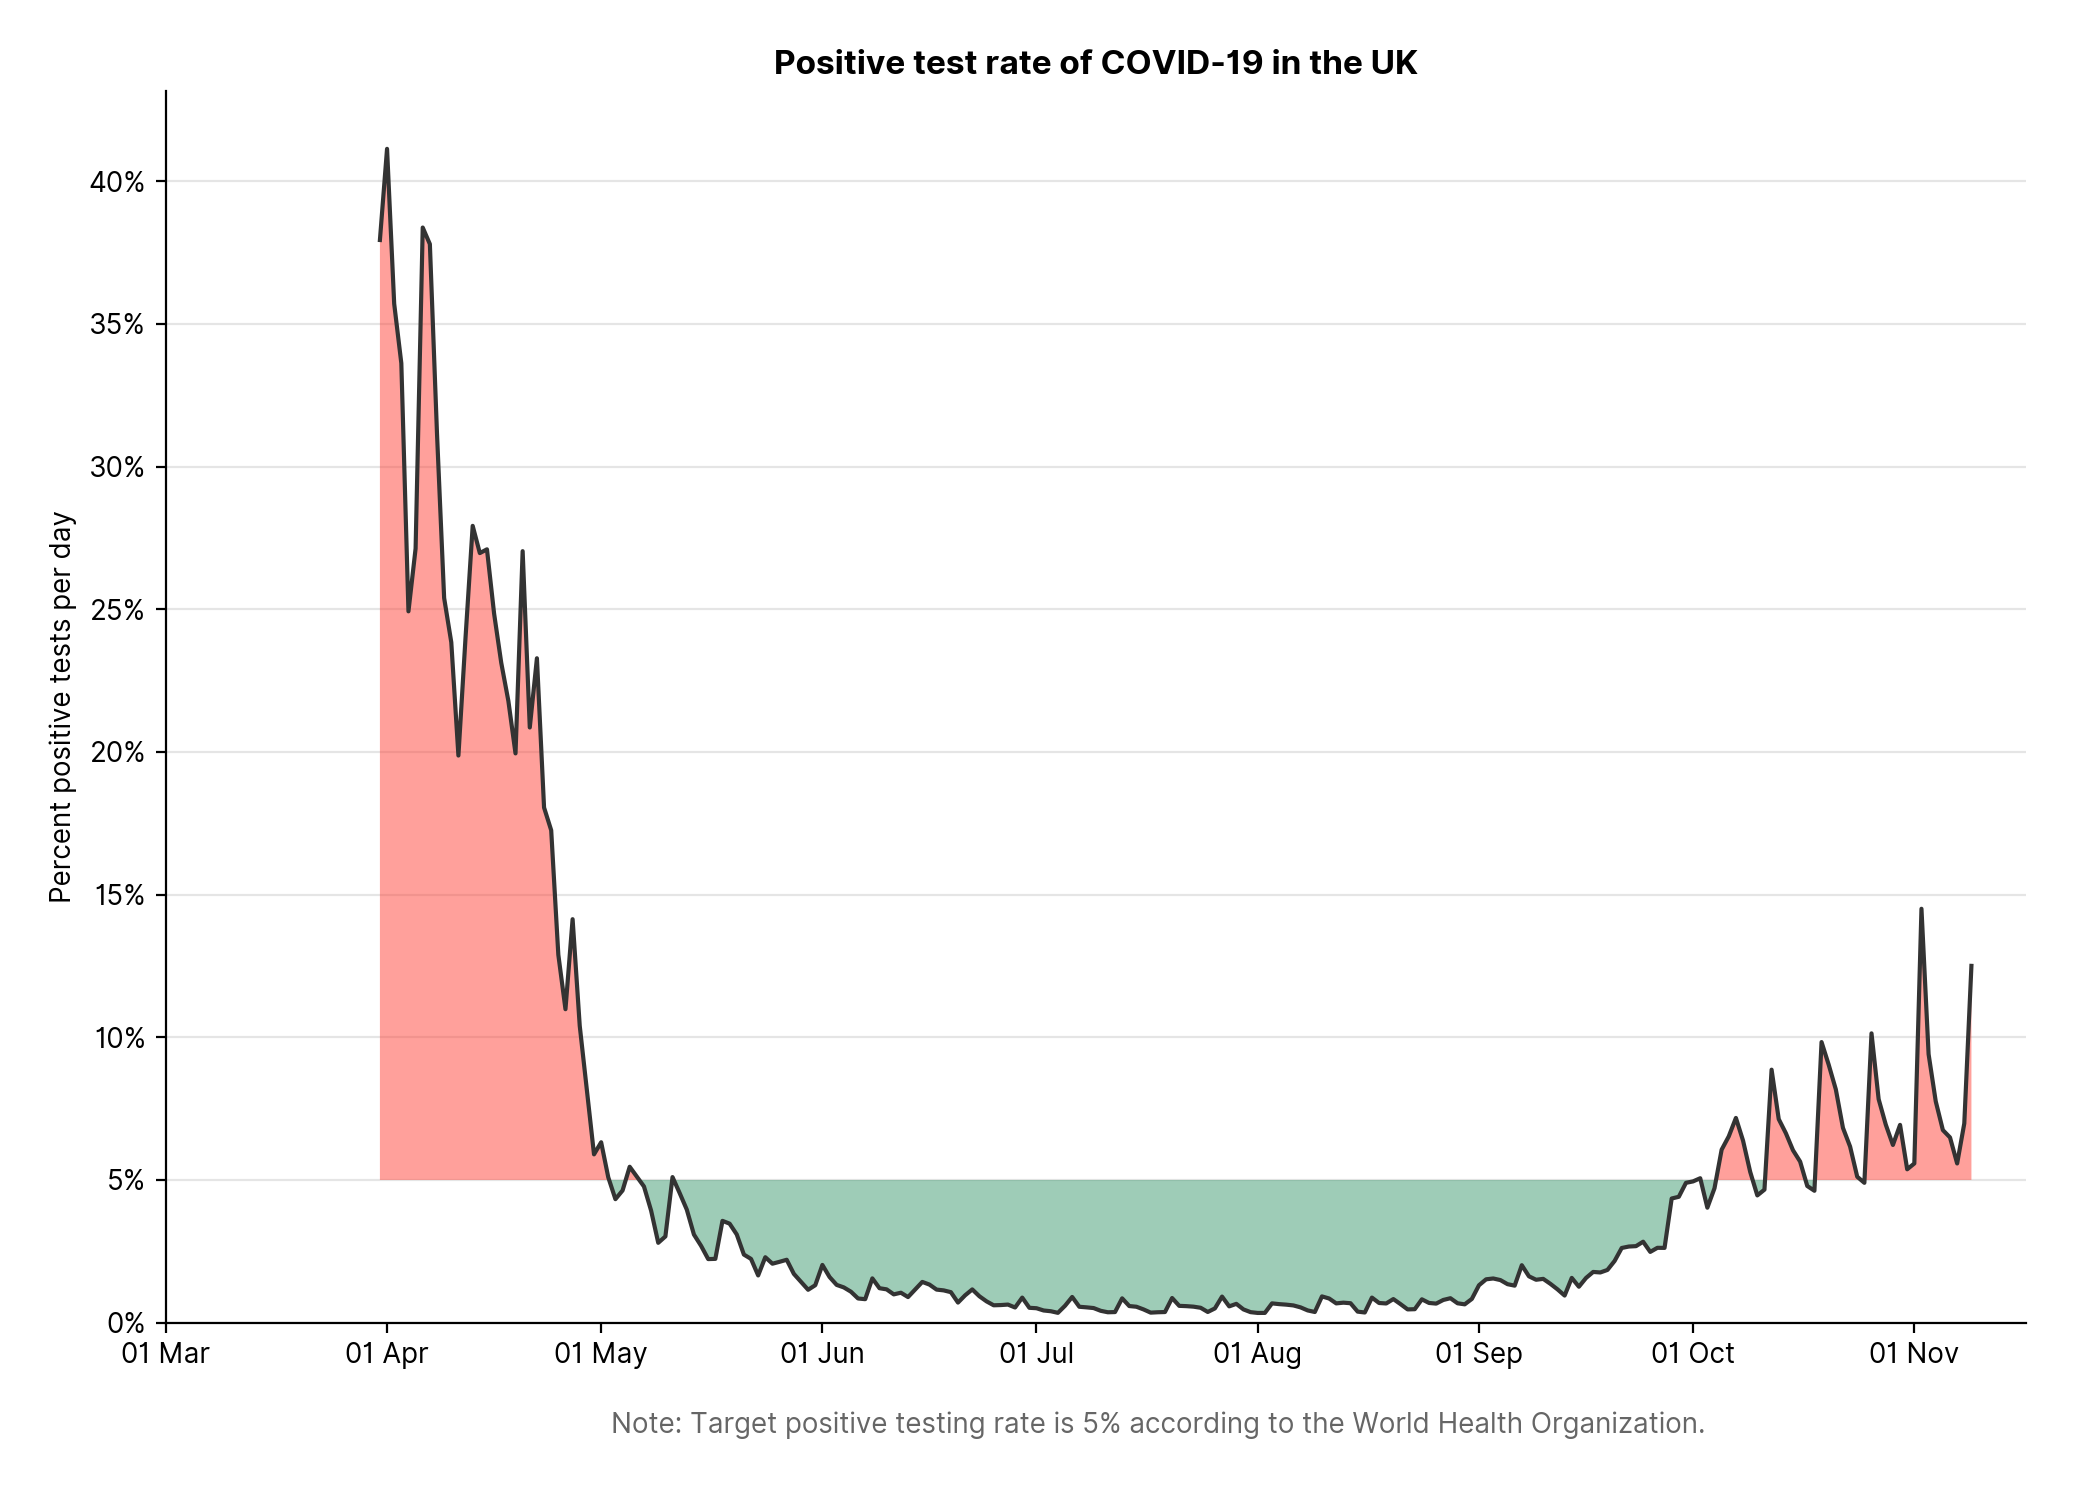 Positive test rate of COVID-19 in the UK
Percent positive tests per day
40%
35%
30%
25%
20%
15%
10%
5%
0%
01 Mar 01 Apr 01 May 01 Jun 01 Jul 01 Aug 01 Sep 01 Oct 01 Nov
Note: Target positive testing rate is 5% according to the World Health Organization.